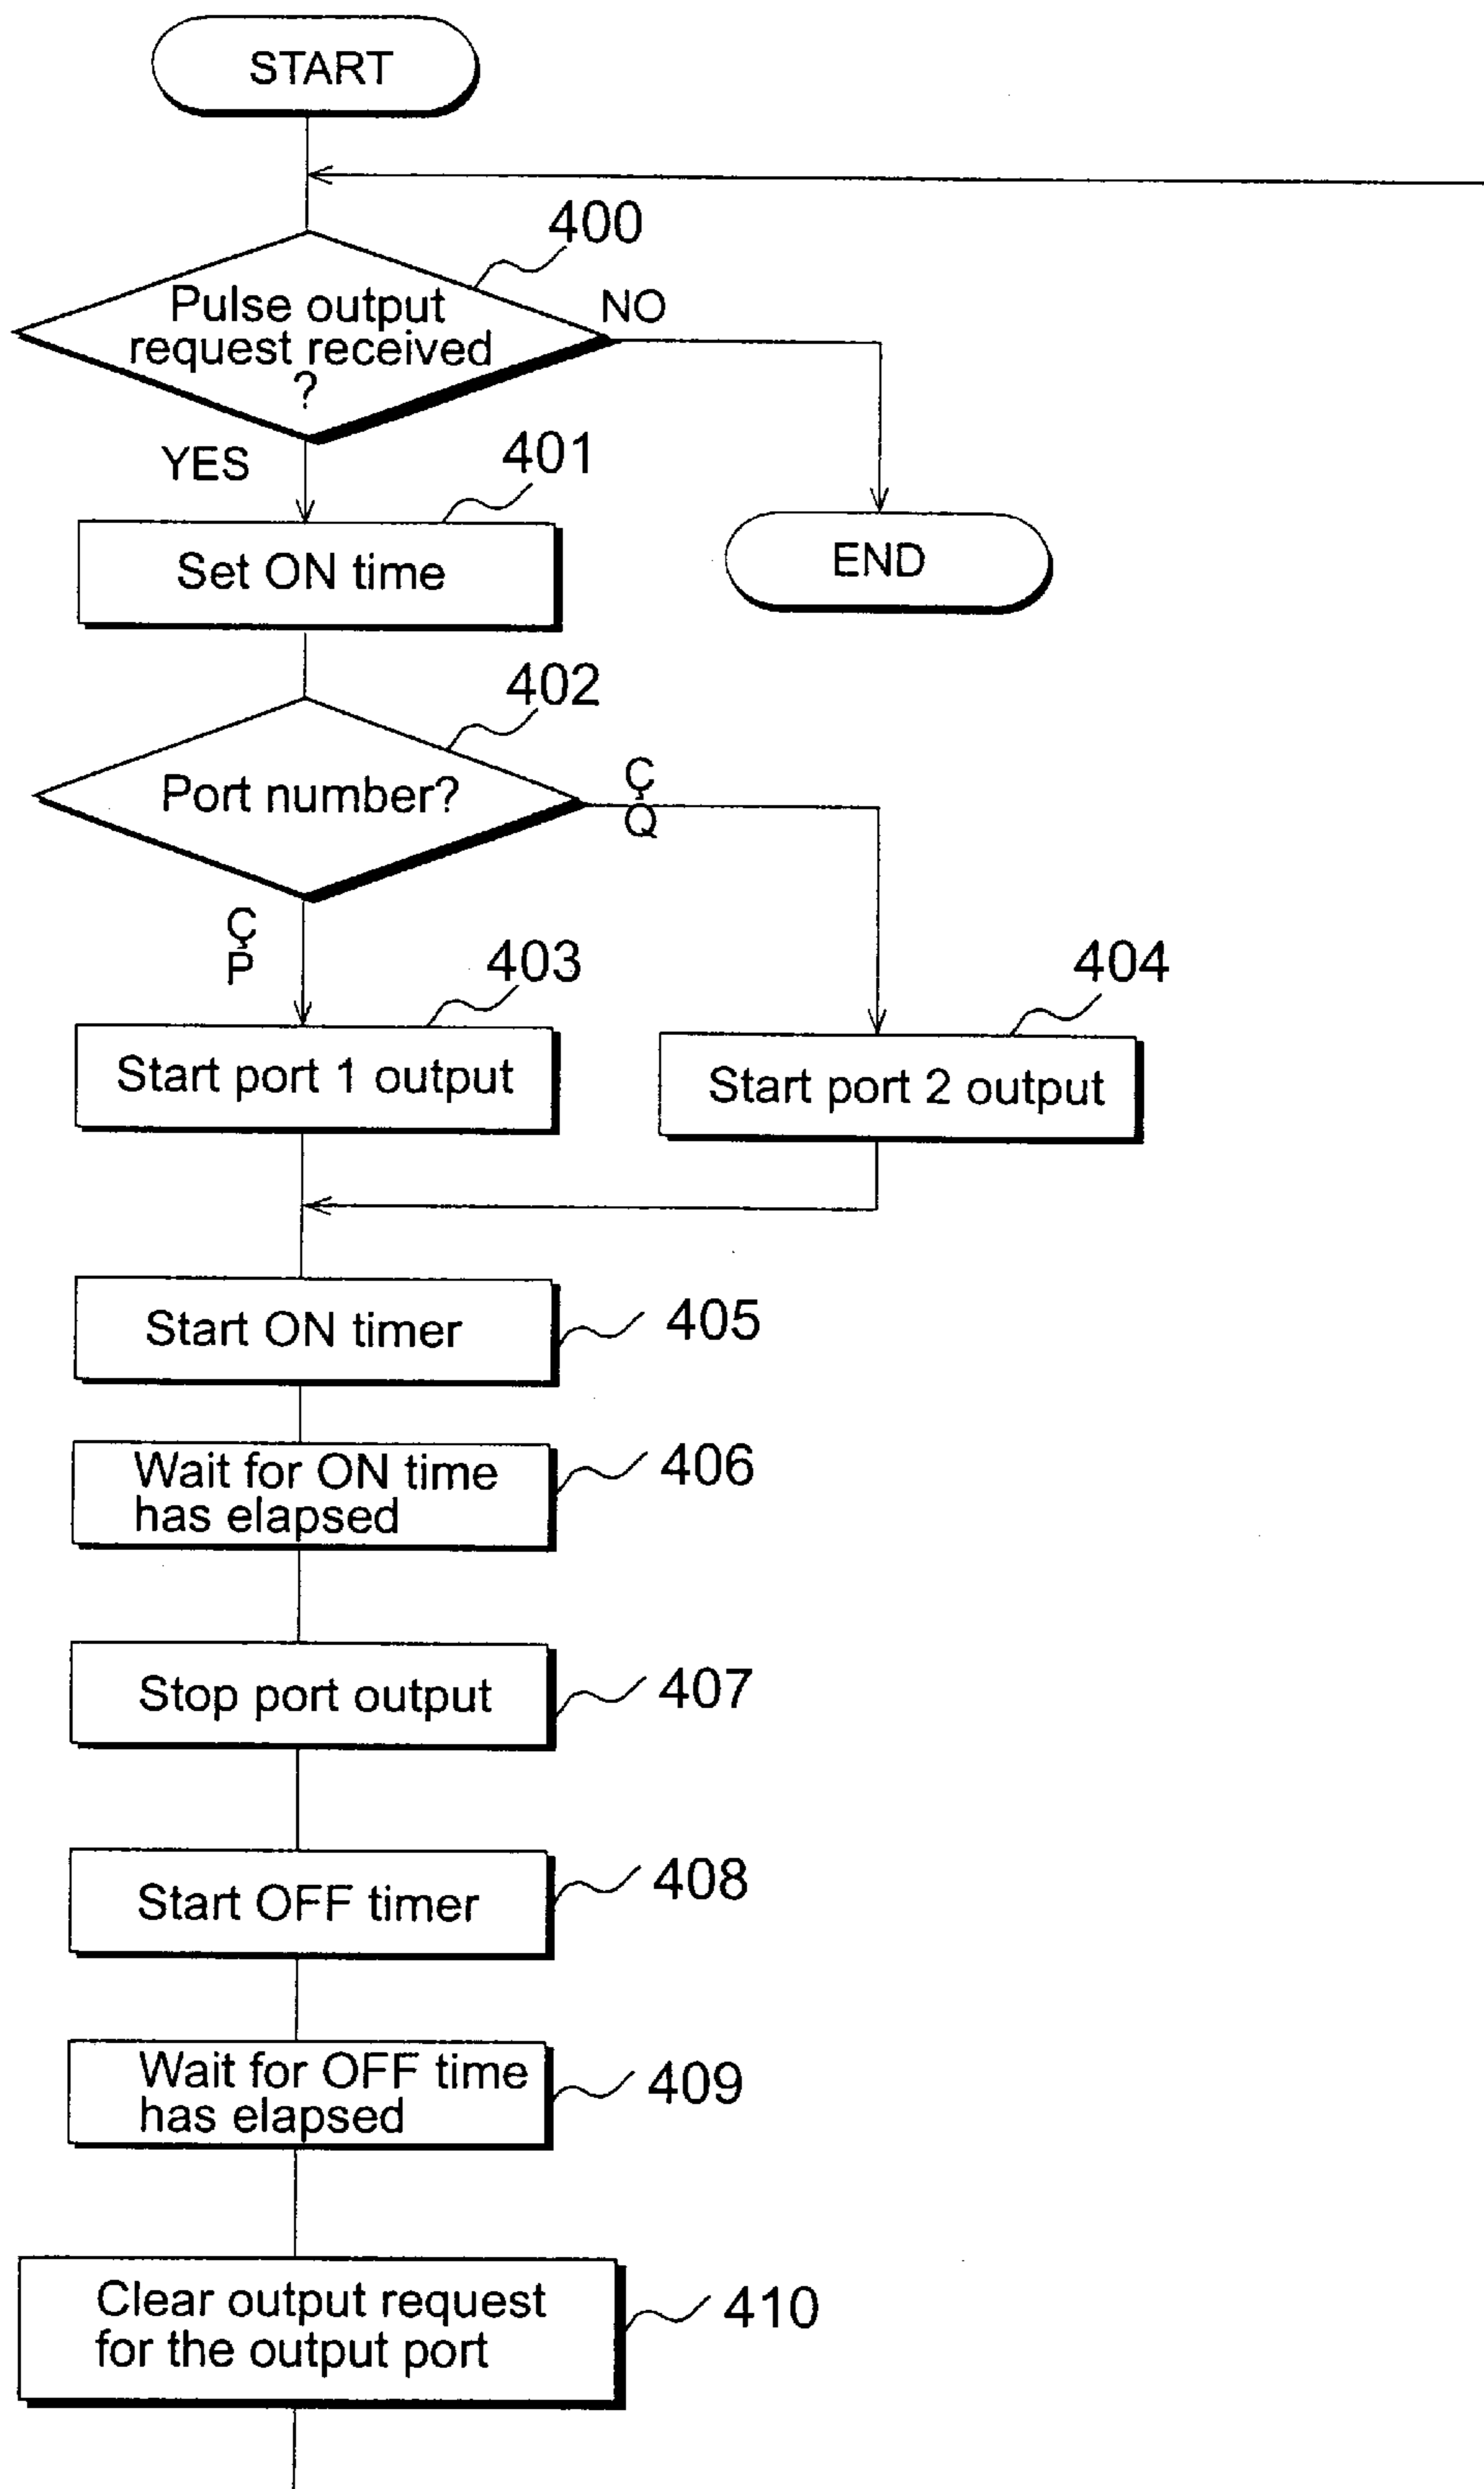 START
400
Pulse output
request received
?
NO
YES
401
Set ON time
END
402
Port number?
Ç
Q
Ç
P
403
Start port 1 output
404
Start port 2 output
Start ON timer
405
Wait for ON time
has elapsed
406
Stop port output
407
Start OFF timer
408
Wait for OFF time
has elapsed
409
Clear output request
for the output port
410